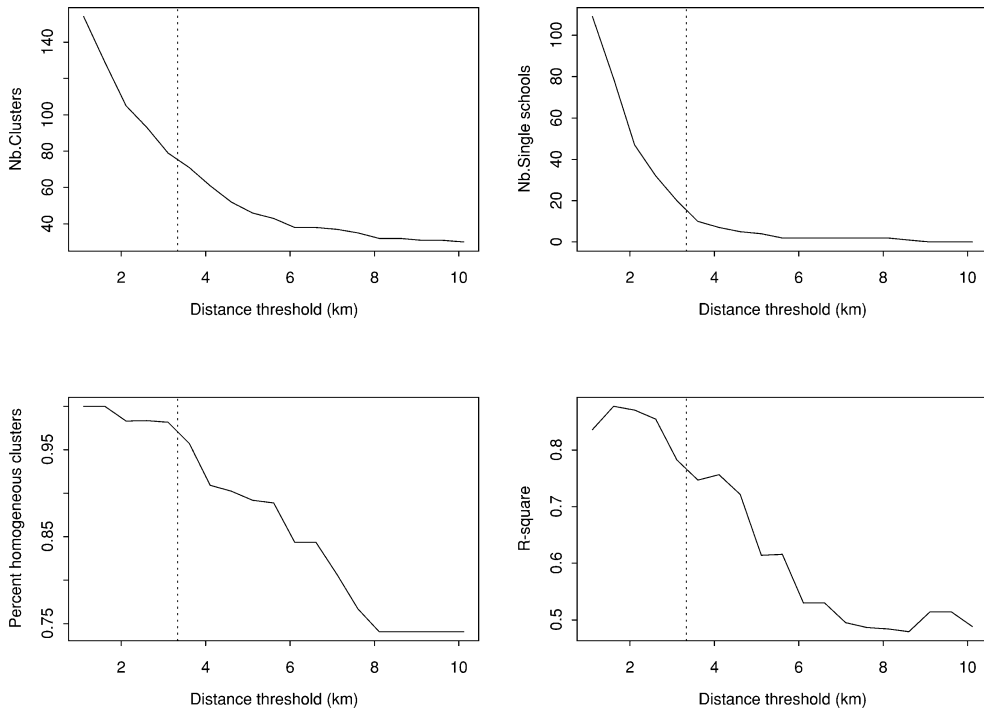 Nb.Clusters
140
100
80
60
40
2 4 6 8 10
Distance threshold (km)
Nb.Single schools
100
80
60
40
20
0
2 4 6 8 10
Distance threshold (km)
Percent homogeneous clusters
0.95
0.85
0.75
2 4 6 8 10
Distance threshold (km)
R-square
0.8
0.7
0.6
0.5
2 4 6 8 10
Distance threshold (km)